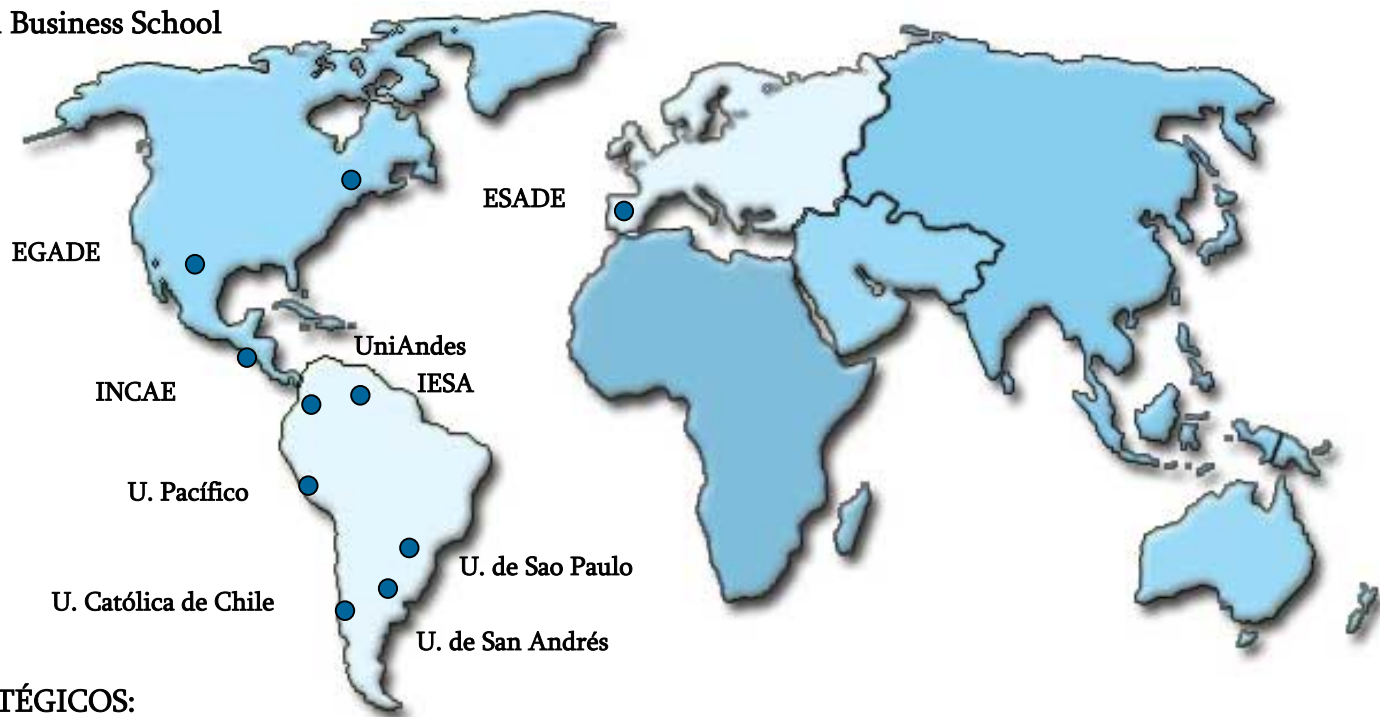 Business School
ESADE
EGADE
UniAndes
IESA
INCAE
U. Pacífico
U. de Sao Paulo
U. Católica de Chile
U. de San Andrés
TÉGICOS: